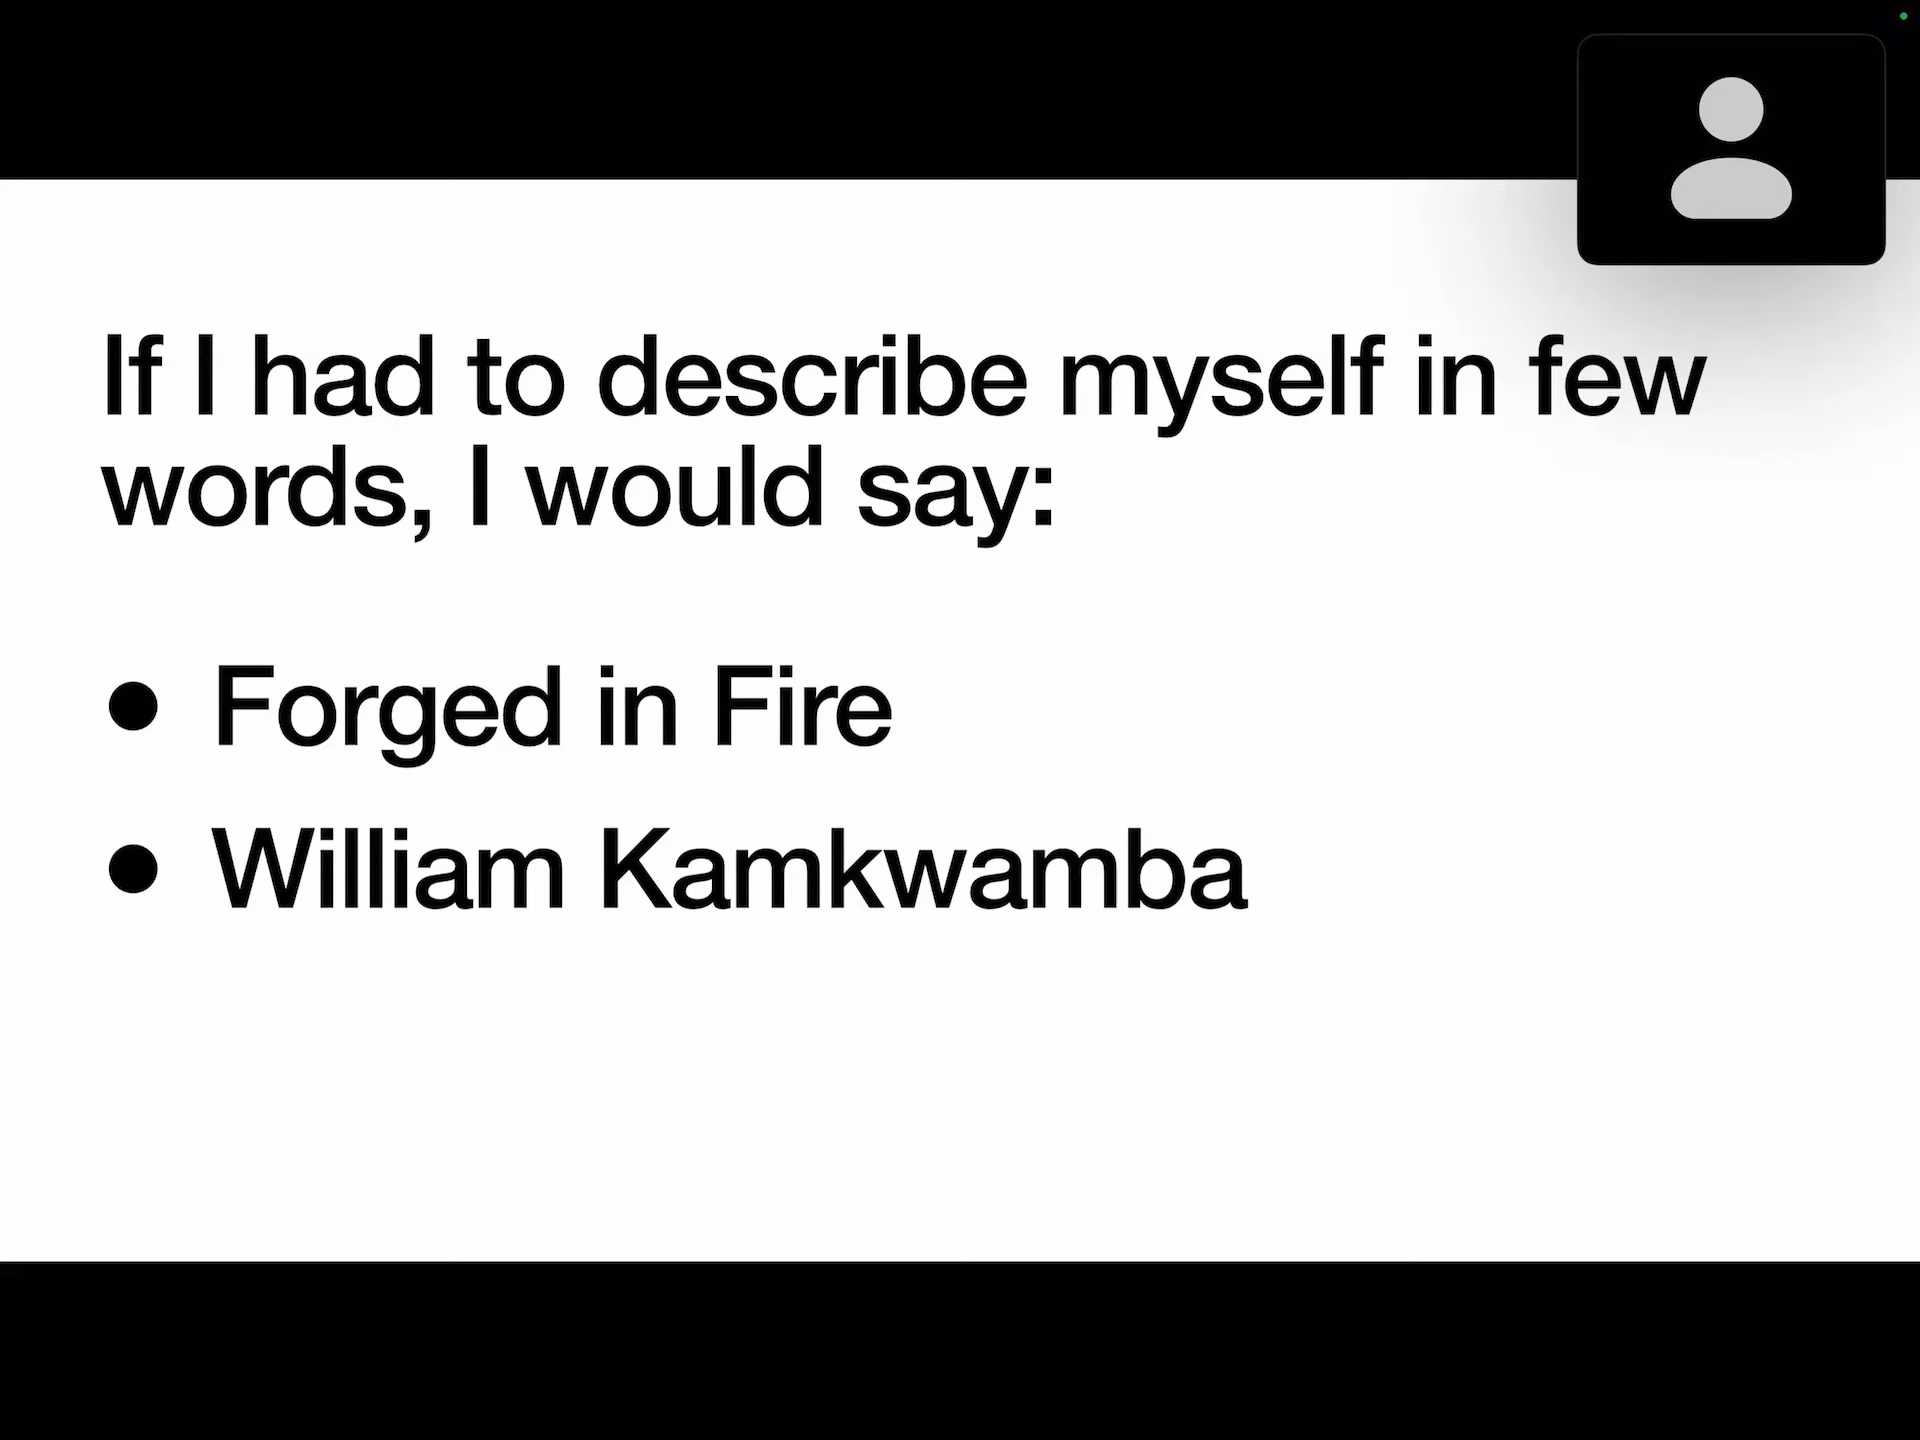 If I had to describe myself in few
words, I would say:
● Forged in Fire
● William Kamkwamba